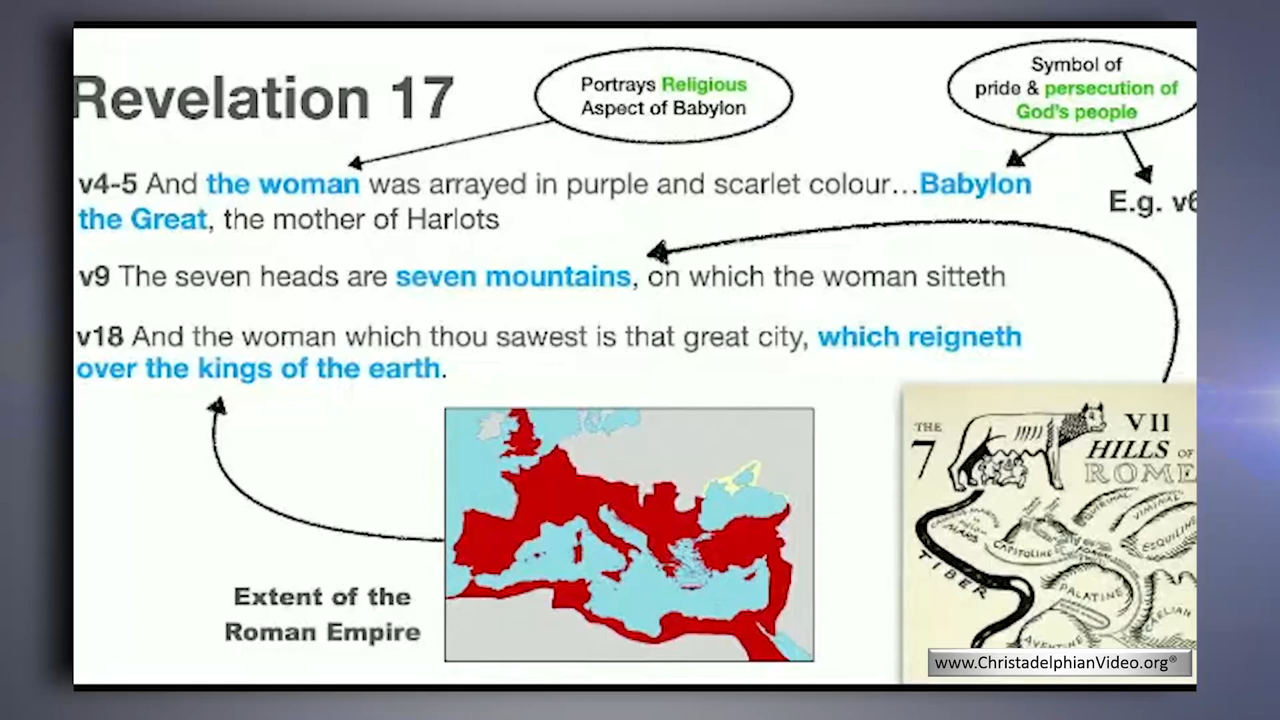 Revelation 17
Portrays Religious
Aspect of Babylon
Symbol of
pride & persecution of
God's people
v4-5 And the woman was arrayed in purple and scarlet colour…Babylon
the Great, the mother of Harlots
E.g. v6
v9 The seven heads are seven mountains, on which the woman sitteth
v18 And the woman which thou sawest is that great city, which reigneth
over the kings of the earth.
Extent of the
Roman Empire
THE
7
VII
HILLS OF
ROME
QUIRINAL
VIMINAL
ESQUILINE
MARS
CAPITOLINE
TIBER
PALATINE
CAELIAN
AVENTINE
www.ChristadelphianVideo.org®